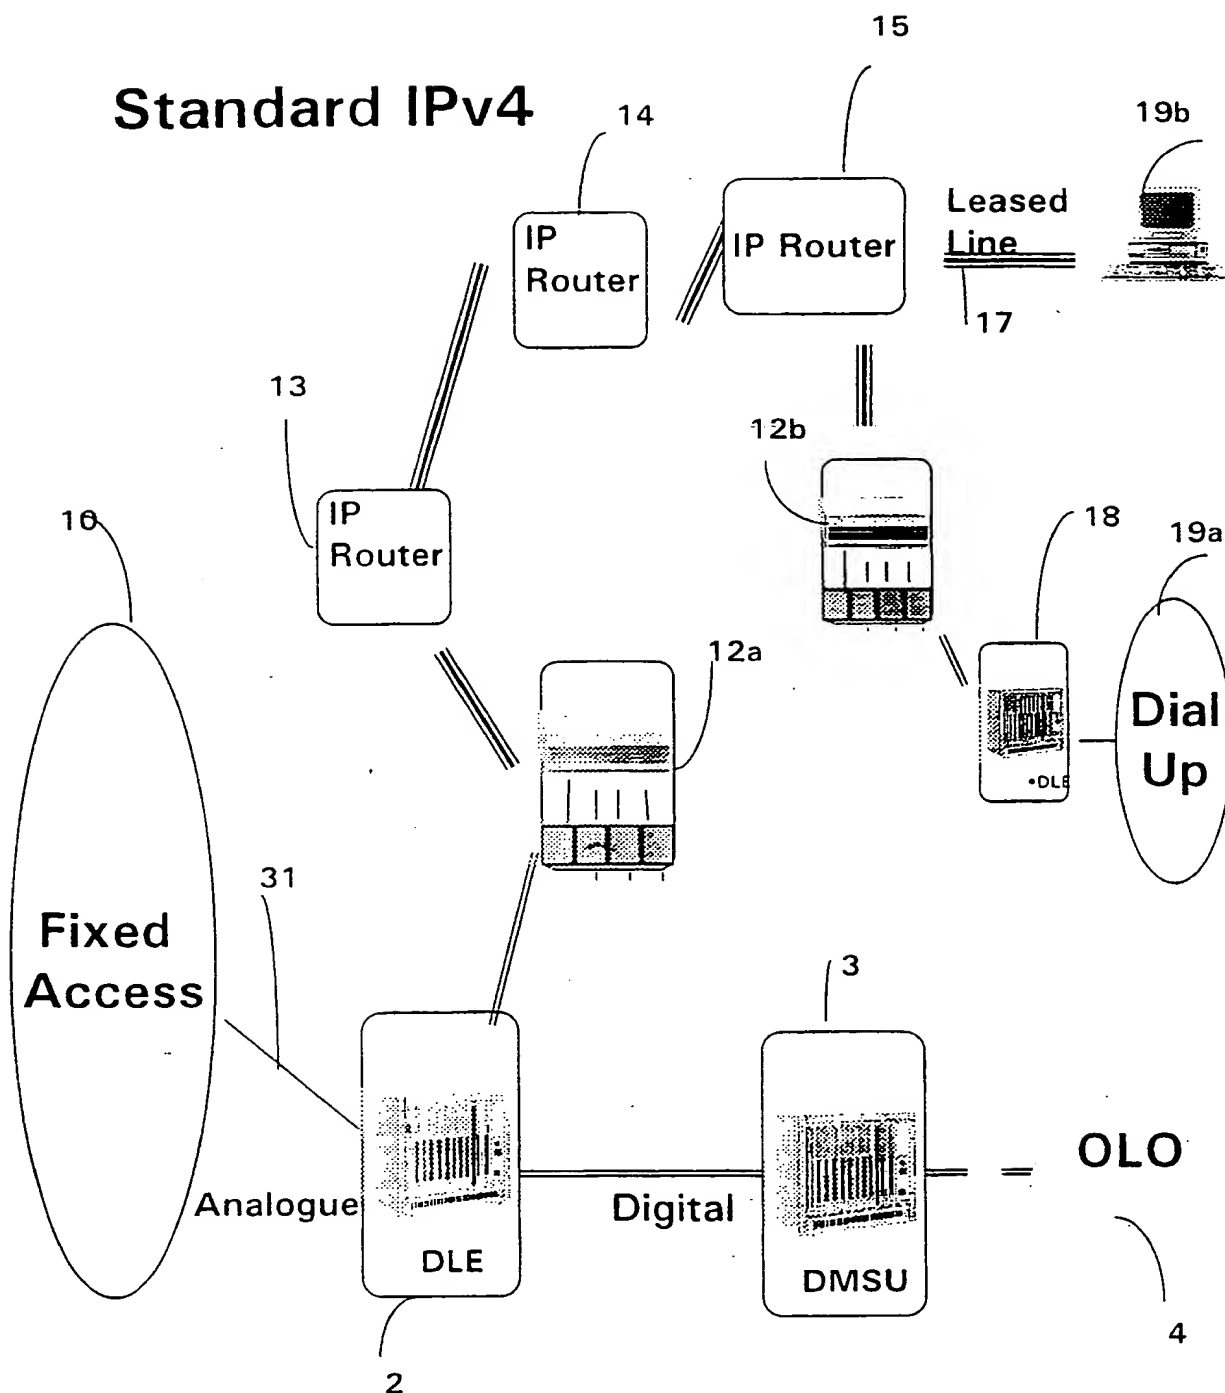 15
Standard IPv4
14
19b
IP
Router
IP Router
Leased
Line
17
13
12b
IP
Router
10
18
19a
12a
Dial
Up
•DLE
31
Fixed
Access
3
OLO
Analogue
Digital
DLE
DMSU
4
2